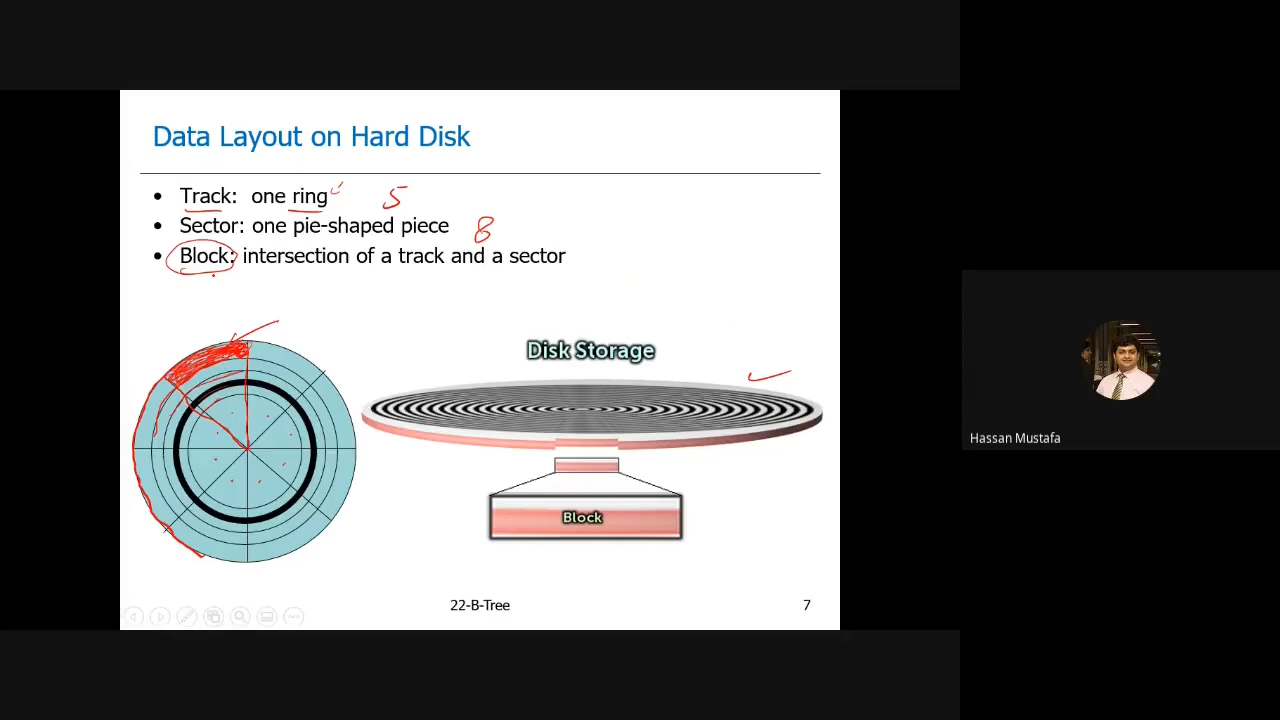 Data Layout on Hard Disk
• Track: one ring 5
• Sector: one pie-shaped piece 8
• Block: intersection of a track and a sector
Disk Storage
Block
22-B-Tree
7
Hassan Mustafa